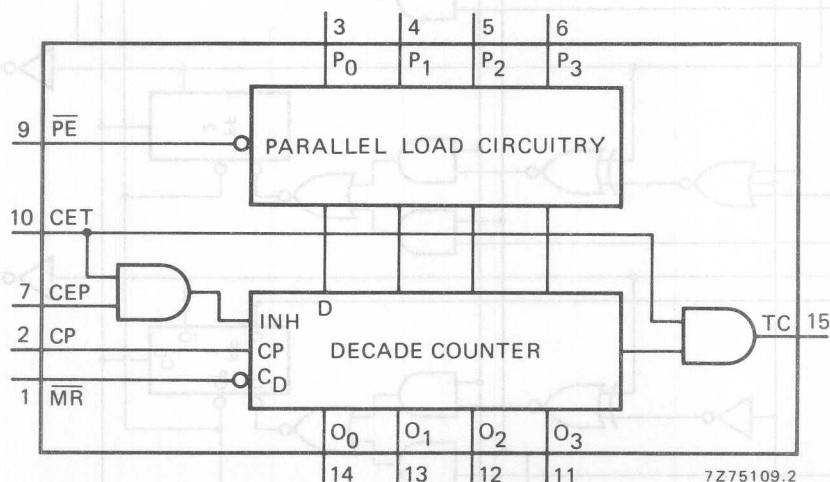 3 4 5 6
P0 P1 P2 P3
9 PE
PARALLEL LOAD CIRCUITRY
10 CET
7 CEP
D
INH
TC 15
2 CP
CP
DECADE COUNTER
CD
1 MR
O0 O1 O2 O3
14 13 12 11
7Z75109.2